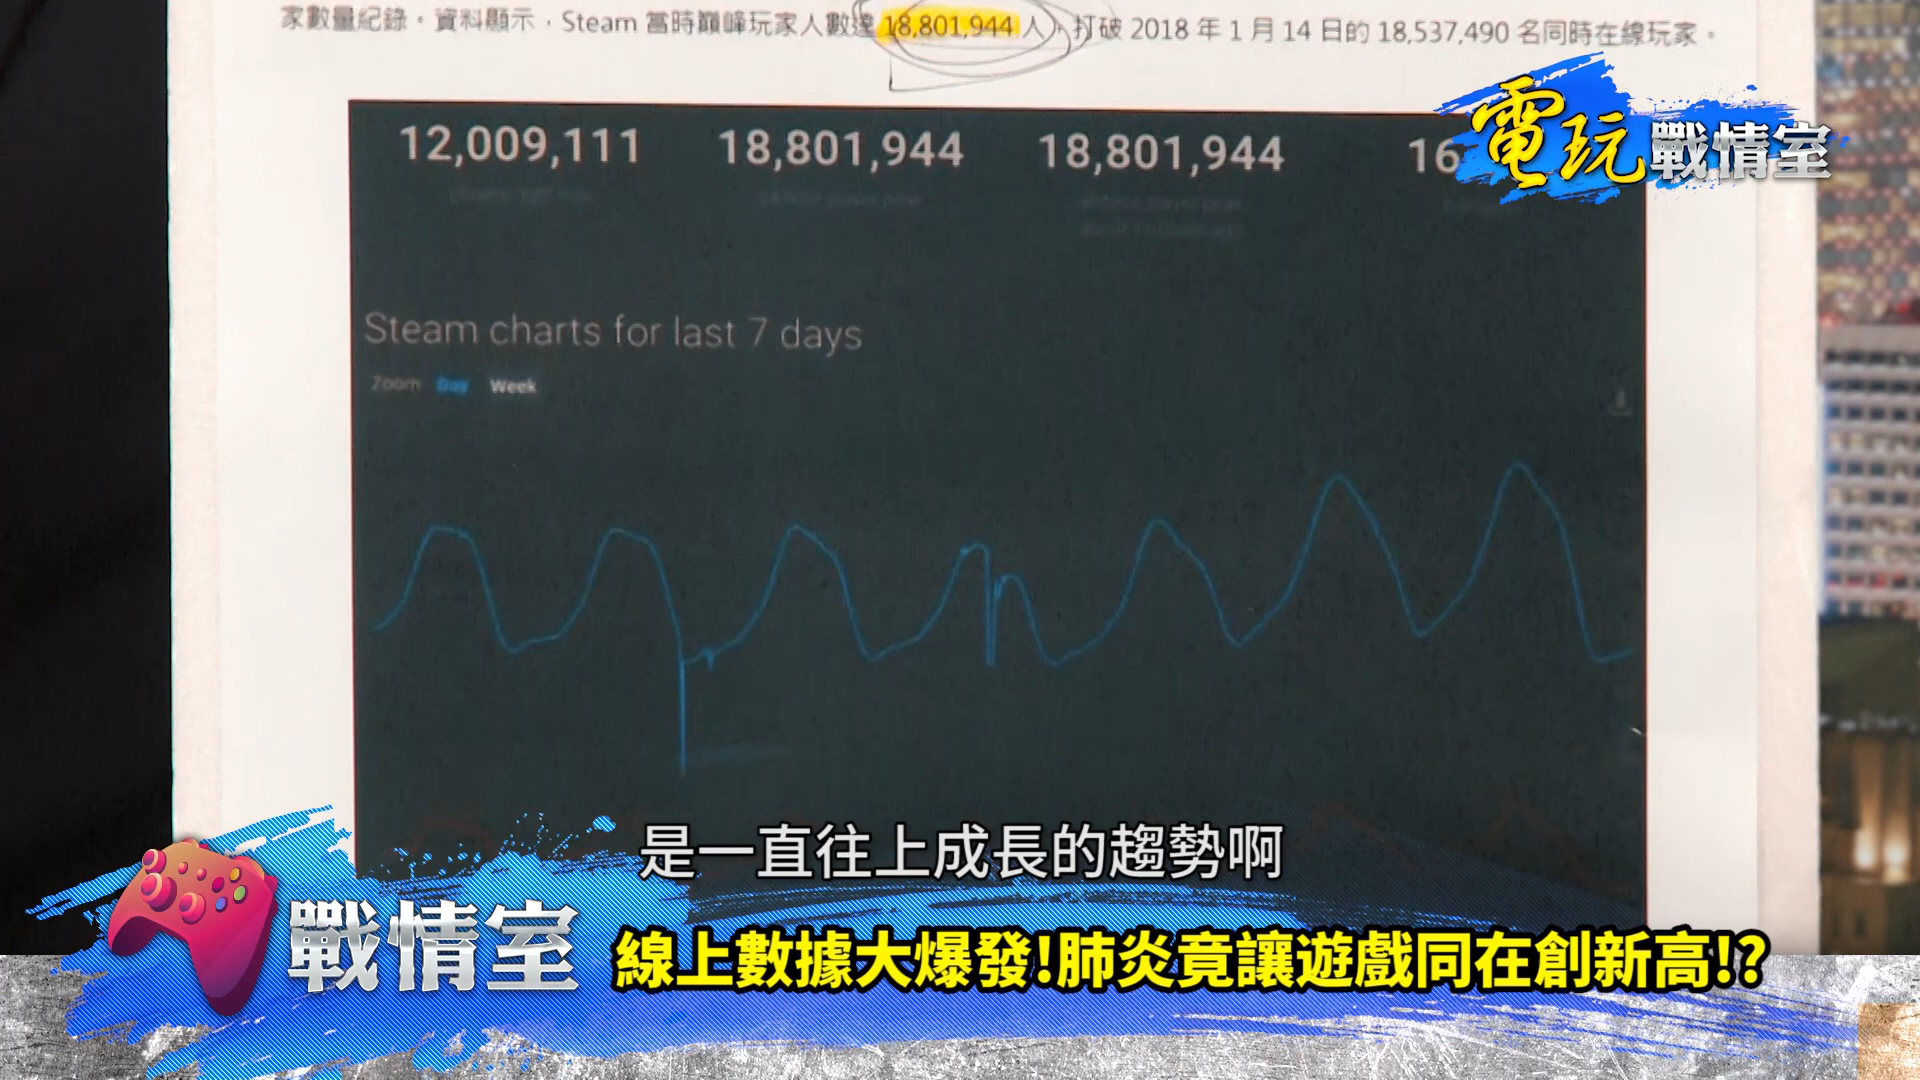 家數量紀錄。資料顯示，Steam 當時巔峰玩家人數達 18,801,944 人，打破 2018 年 1 月 14 日的 18,537,490 名同時在線玩家。
電玩戰情室
12,009,111 18,801,944 18,801,944 16
Steam charts for last 7 days
Zoom Day Week
是一直往上成長的趨勢啊
戰情室
線上數據大爆發!肺炎竟讓遊戲同在創新高!?